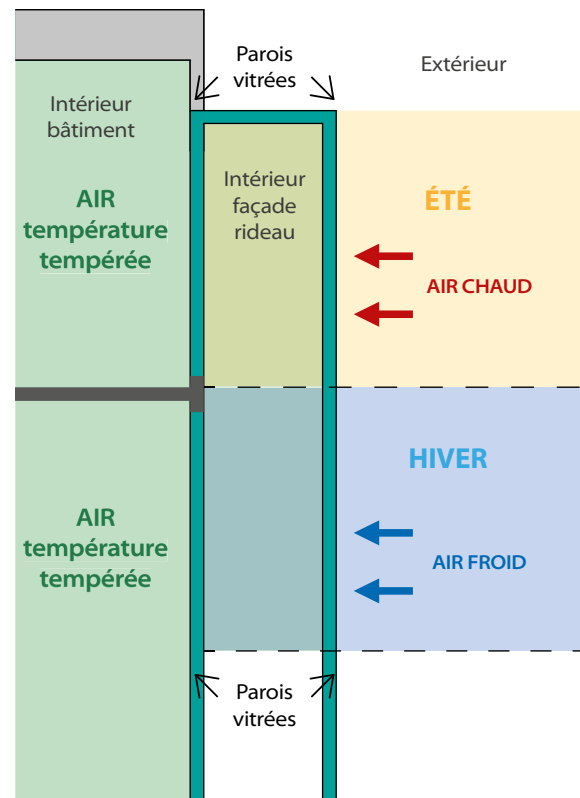 Parois
vitrées
Extérieur
Intérieur
bâtiment
AIR
température
tempérée
Intérieur
façade
rideau
ÉTÉ
AIR CHAUD
HIVER
AIR
température
tempérée
AIR FROID
Parois
vitrées